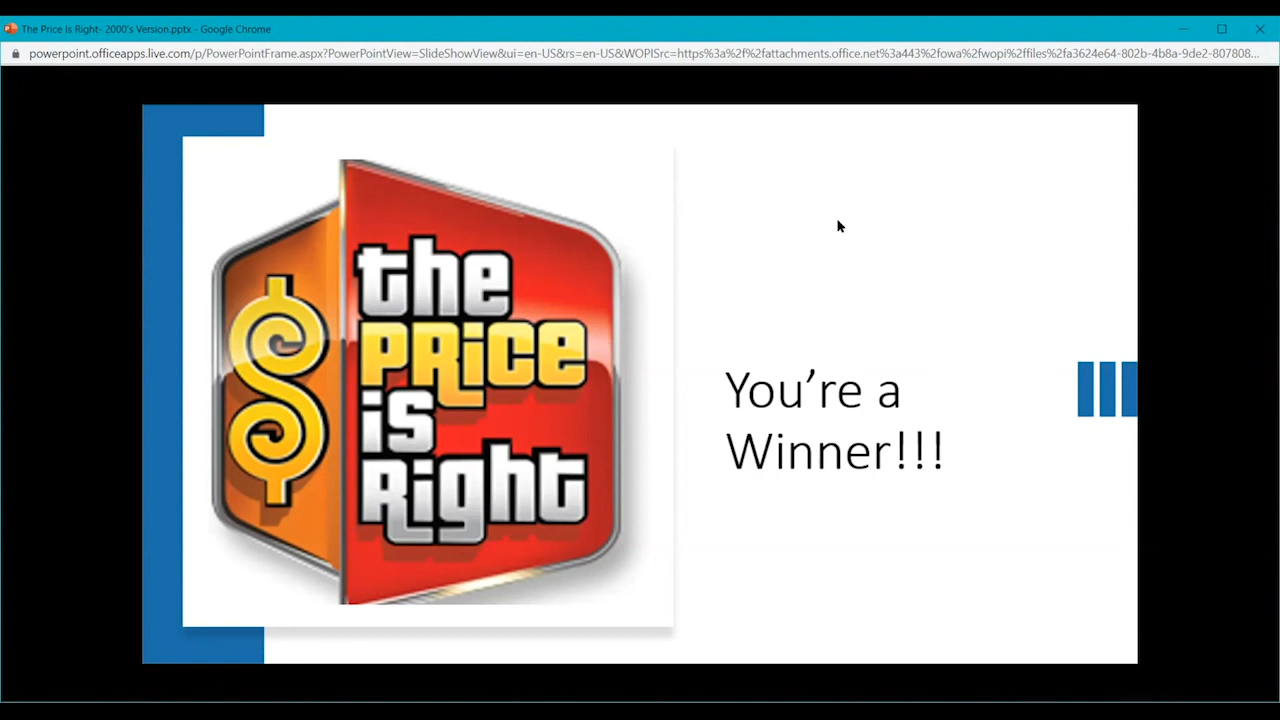 The Price Is Right- 2000's Version.pptx - Google Chrome
powerpoint.officeapps.live.com/p/PowerPointFrame.aspx?PowerPointView=SlideShowView&ui=en-US&rs=en-US&WOPISrc=https%3a%2f%2fattachments.office.net%3a443%2fowa%2fwopi%2ffiles%2fa3624e64-802b-4b8a-9de2-807808...
$
the
PRiCe
is
Right
You’re a
Winner!!!